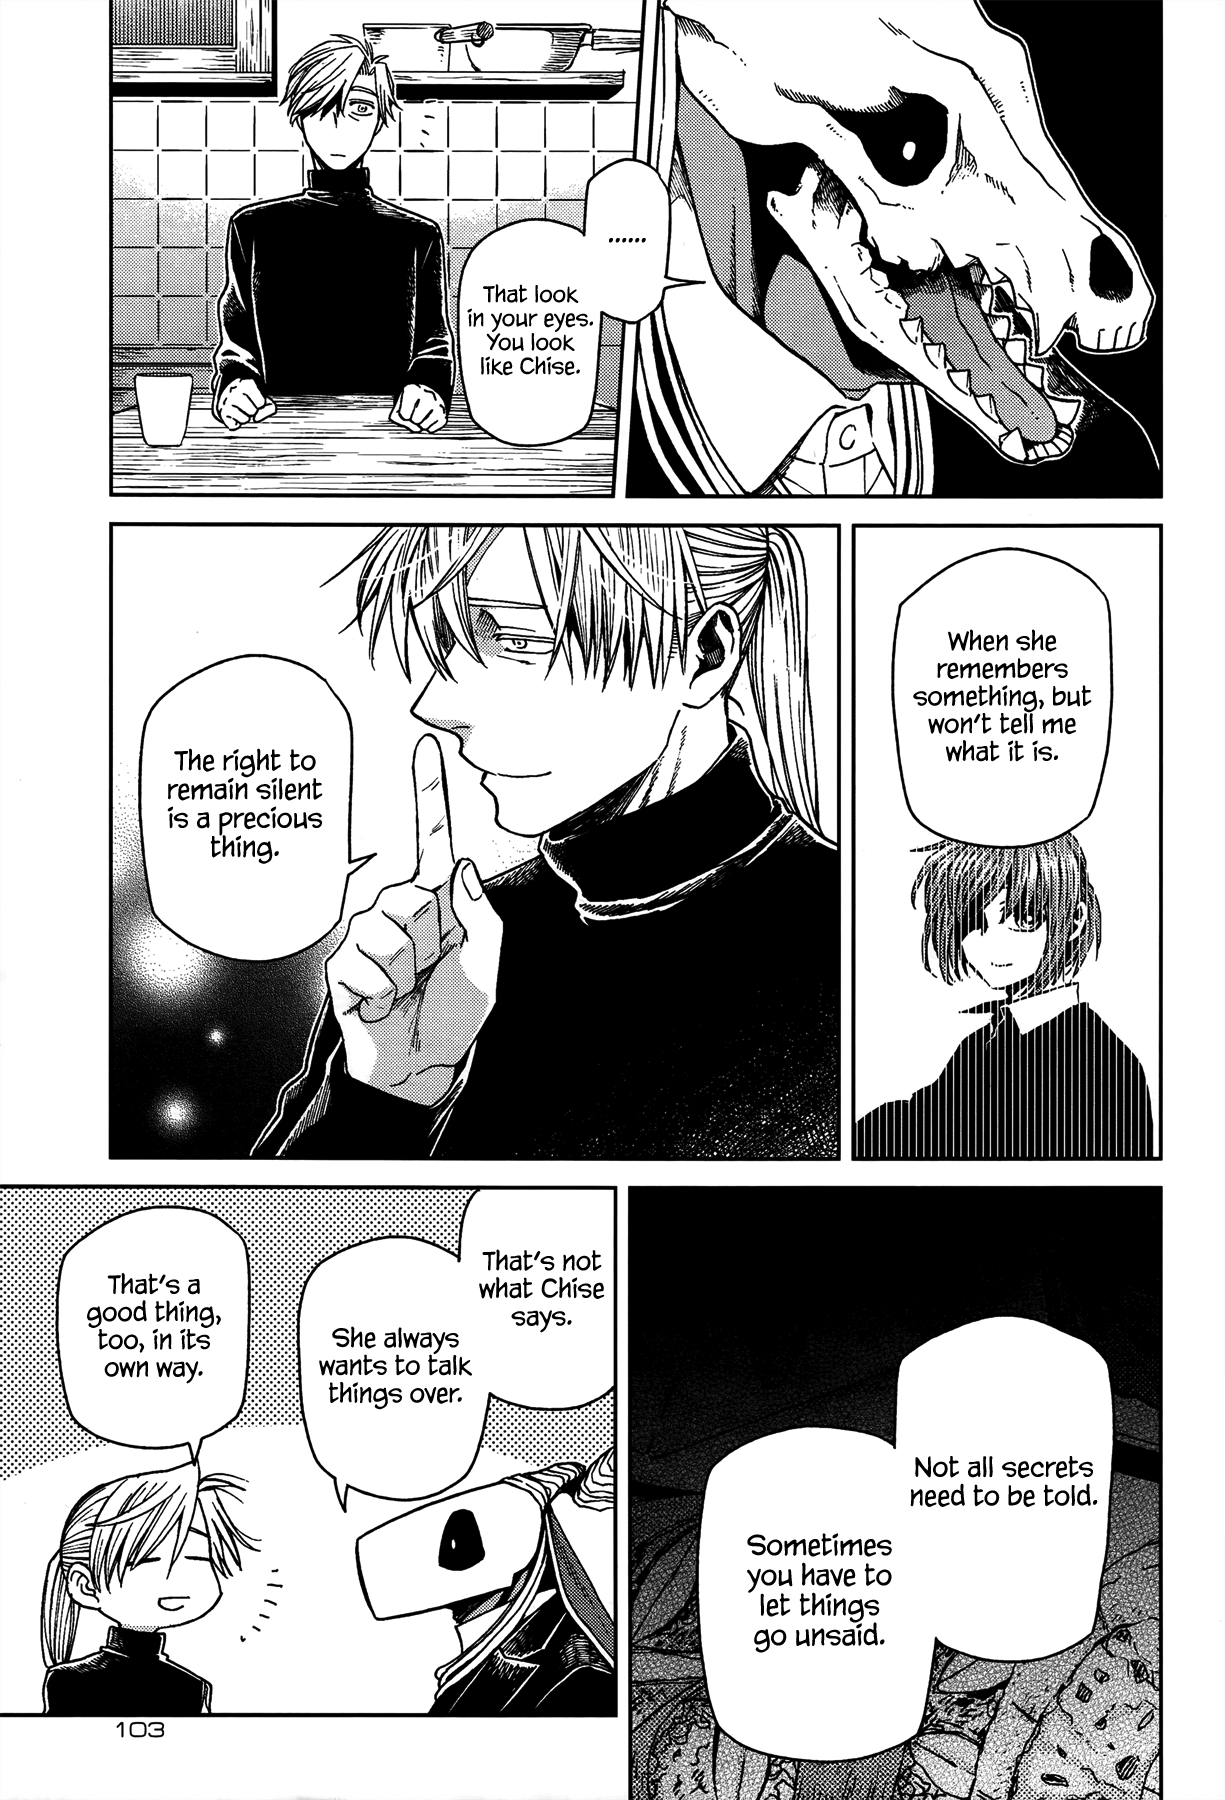 ......
That look
in your eyes.
You look
like Chise.
C
When she
remembers
something, but
won't tell me
what it is.
The right to
remain silent
is a precious
thing.
Not all secrets
need to be told.
Sometimes
you have to
let things
go unsaid.
That's not
what Chise
says.
She always
wants to talk
things over.
That's a
good thing,
too, in its
own way.
103